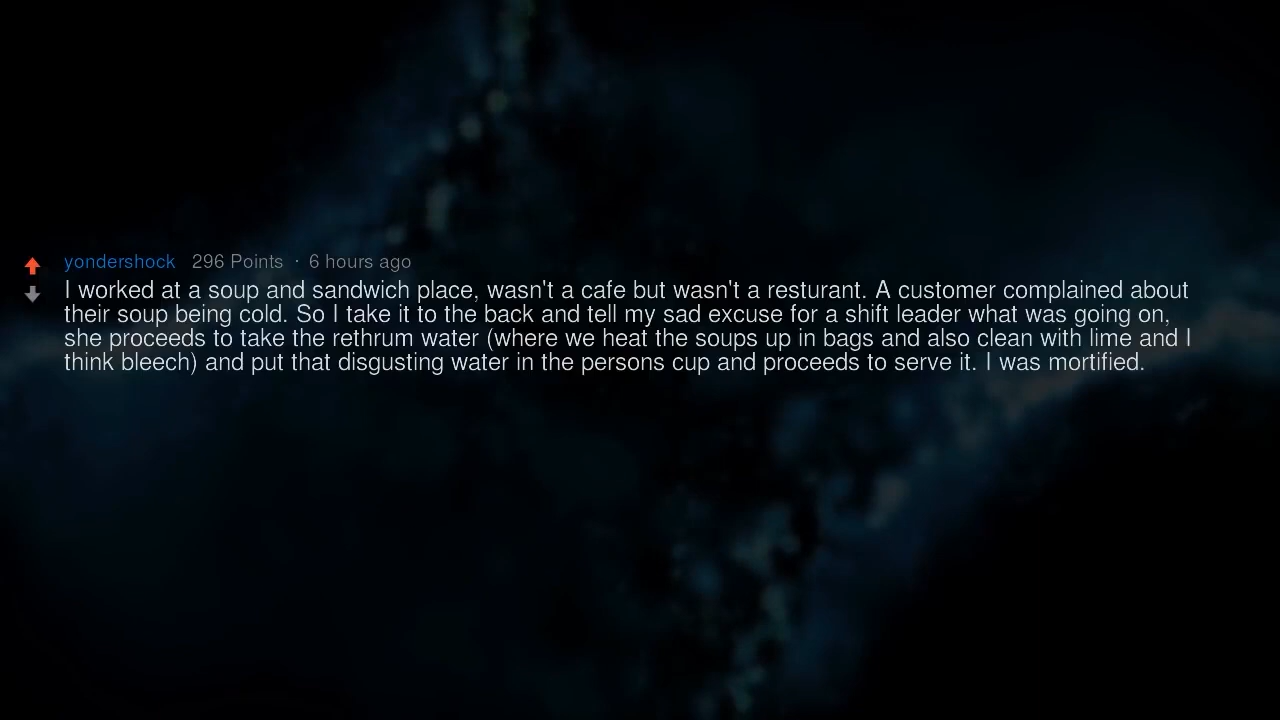 yondershock 296 Points · 6 hours ago
I worked at a soup and sandwich place, wasn't a cafe but wasn't a resturant. A customer complained about
their soup being cold. So I take it to the back and tell my sad excuse for a shift leader what was going on,
she proceeds to take the rethrum water (where we heat the soups up in bags and also clean with lime and I
think bleech) and put that disgusting water in the persons cup and proceeds to serve it. I was mortified.